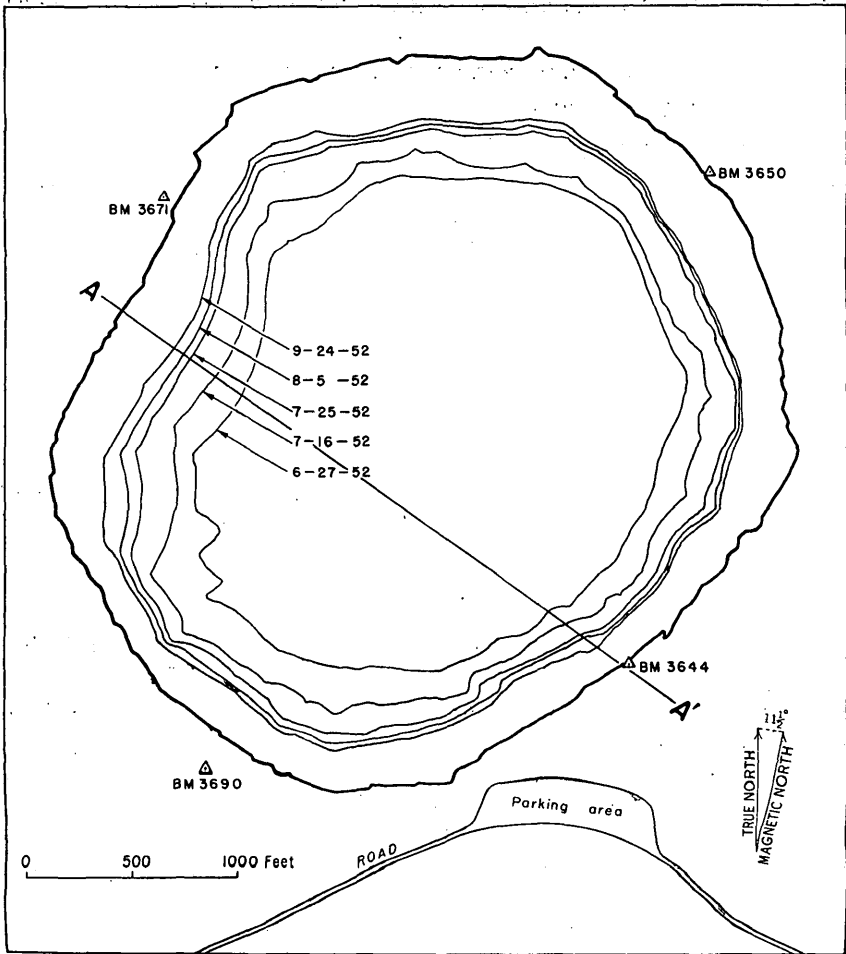 BM 3650
BM 3671
A
9-24-52
8-5 -52
7-25-52
7-16-52
6-27-52
BM 3644
A'
11½°
TRUE NORTH
MAGNETIC NORTH
BM 3690
Parking area
ROAD
0 500 1000 Feet